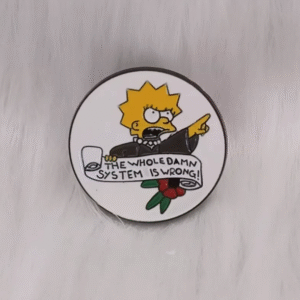 THE WHOLE DAMN
SYSTEM IS WRONG!